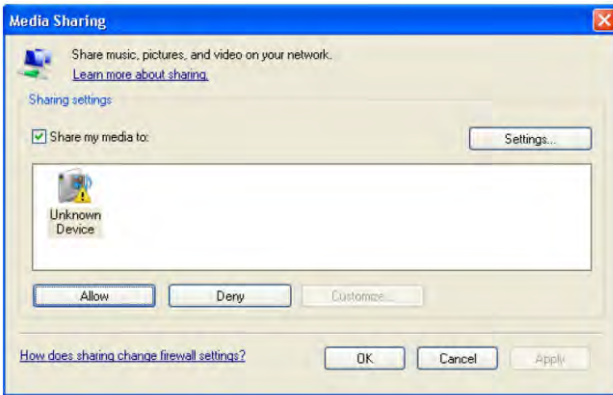 Media Sharing
Share music, pictures, and video on your network.
Learn more about sharing.
Sharing settings
Share my media to:
Settings...
Unknown
Device
Allow
Deny
Customize...
How does sharing change firewall settings?
OK
Cancel
Apply